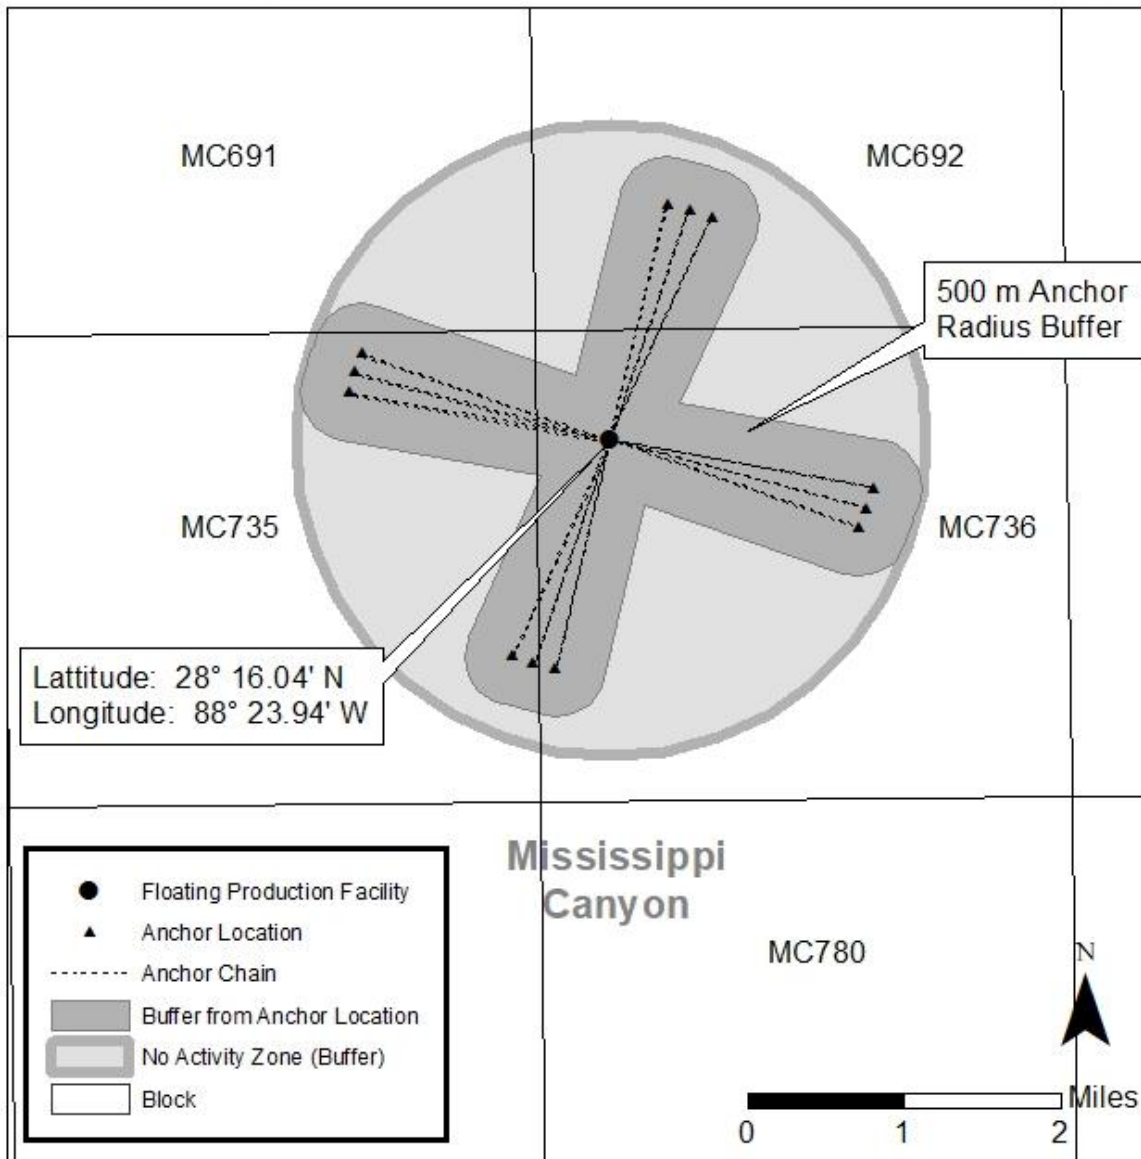 MC691
MC692
500 m Anchor
Radius Buffer
MC735
MC736
Lattitude: 28° 16.04' N
Longitude: 88° 23.94' W
Mississippi
Canyon
MC780
N
Floating Production Facility
Anchor Location
Anchor Chain
Buffer from Anchor Location
No Activity Zone (Buffer)
Block
Miles
0 1 2